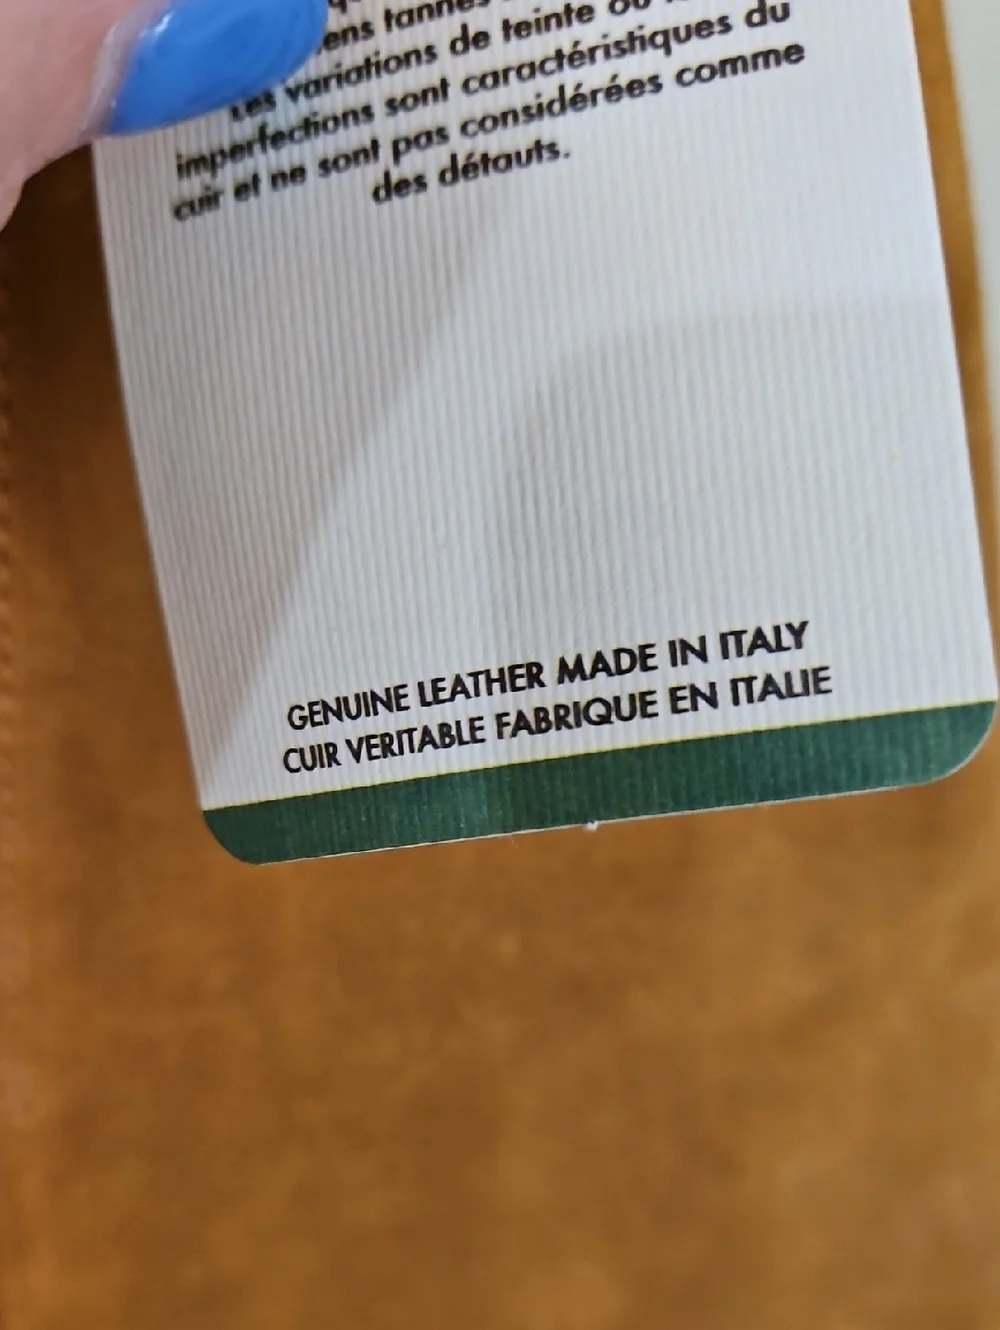 tannés
Les variations de teinte ou
imperfections sont caractéristiques du
cuir et ne sont pas considérées comme
des défauts.
GENUINE LEATHER MADE IN ITALY
CUIR VERITABLE FABRIQUE EN ITALIE